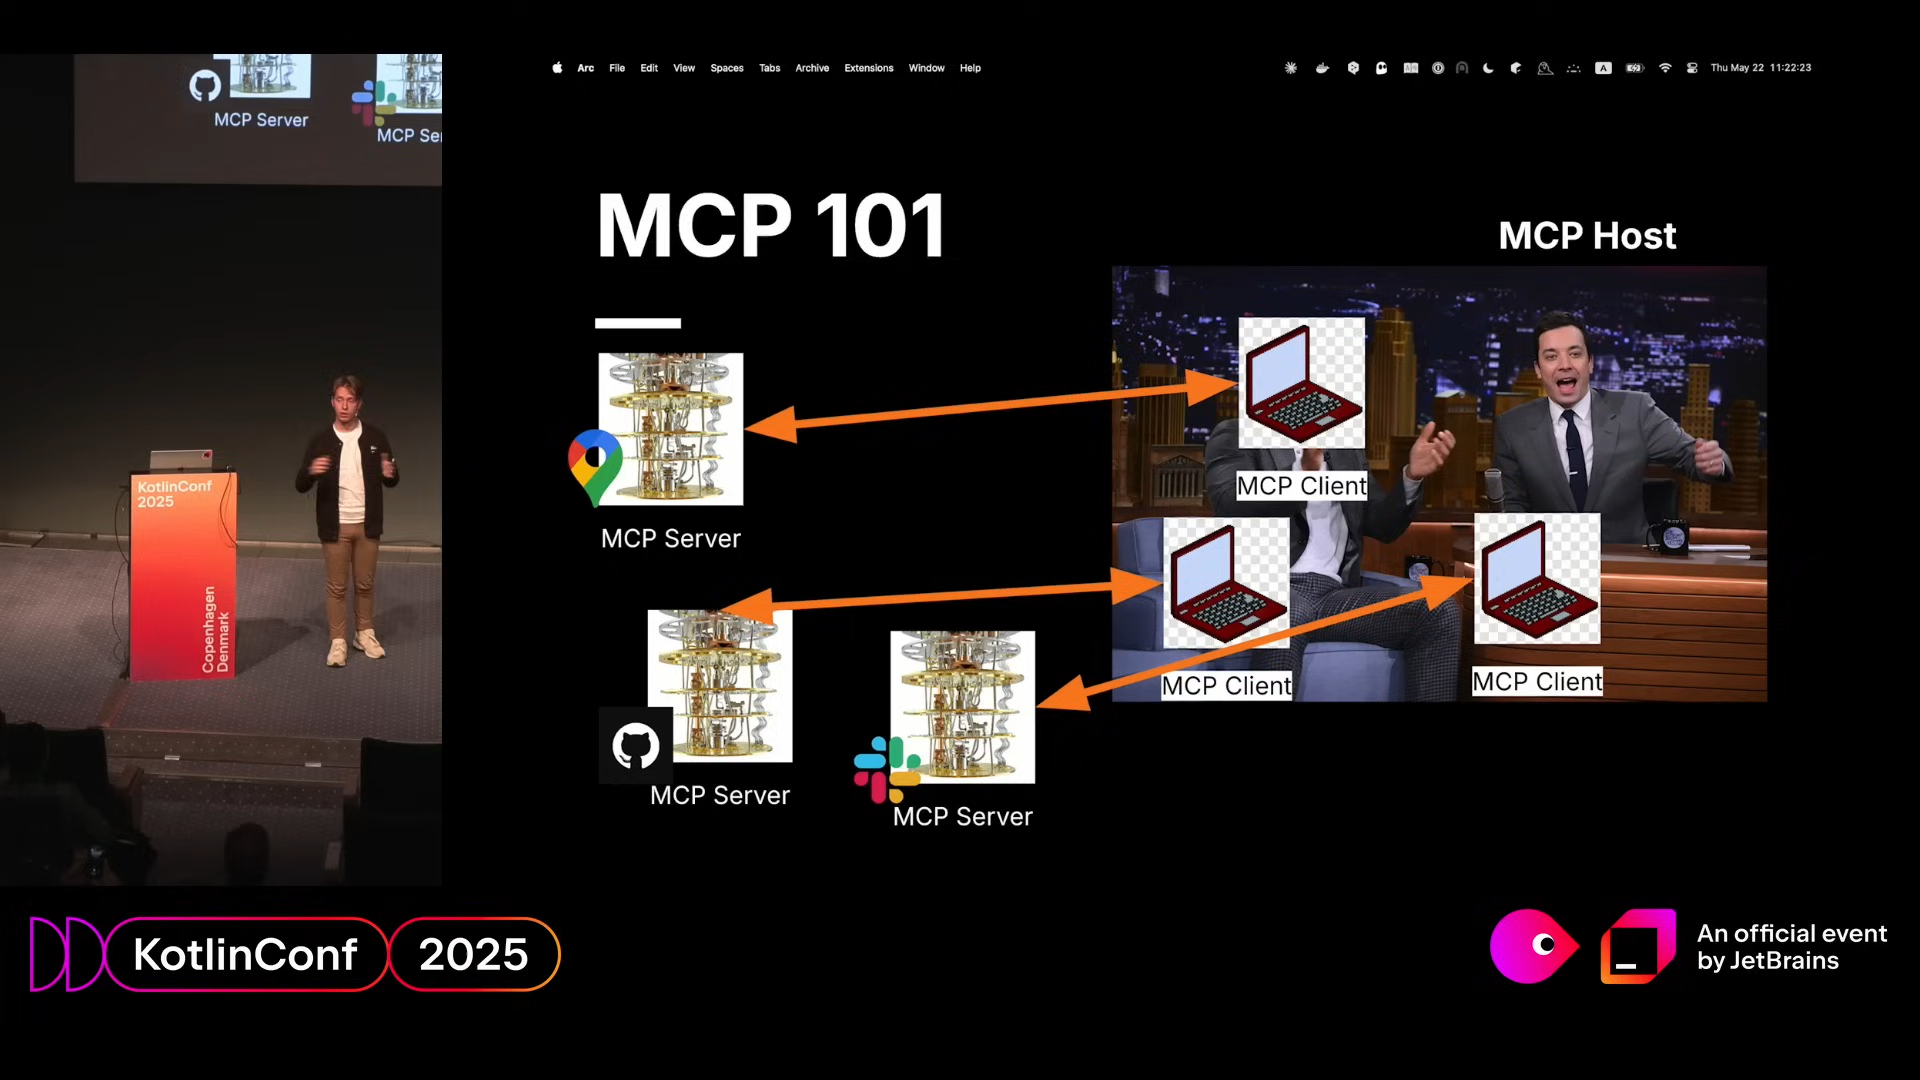 MCP Server
MCP Se
KotlinConf
2025
Copenhagen
Denmark
Arc File Edit View Spaces Tabs Archive Extensions Window Help
A
Thu May 22 11:22:23
MCP 101
MCP Host
MCP Client
MCP Server
MCP Client
MCP Client
MCP Server
MCP Server
KotlinConf 2025
An official event
by JetBrains